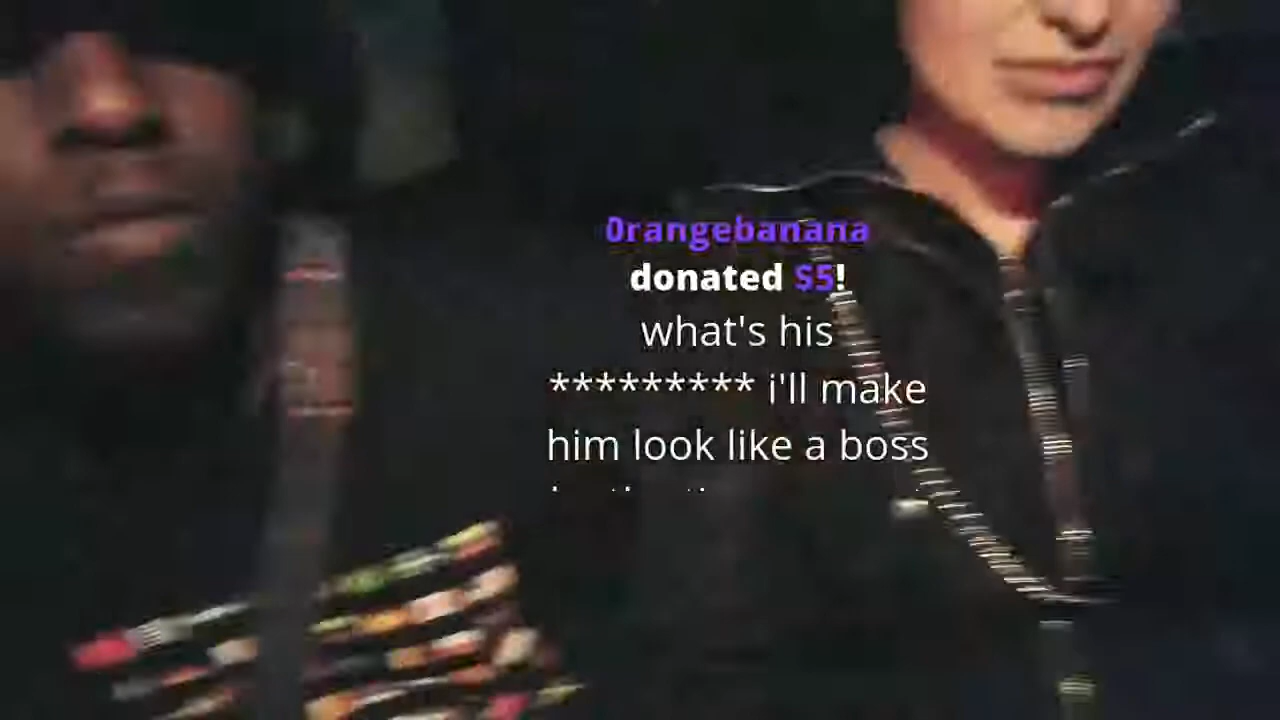 0rangebanana
donated $5!
what's his
********* i'll make
him look like a boss